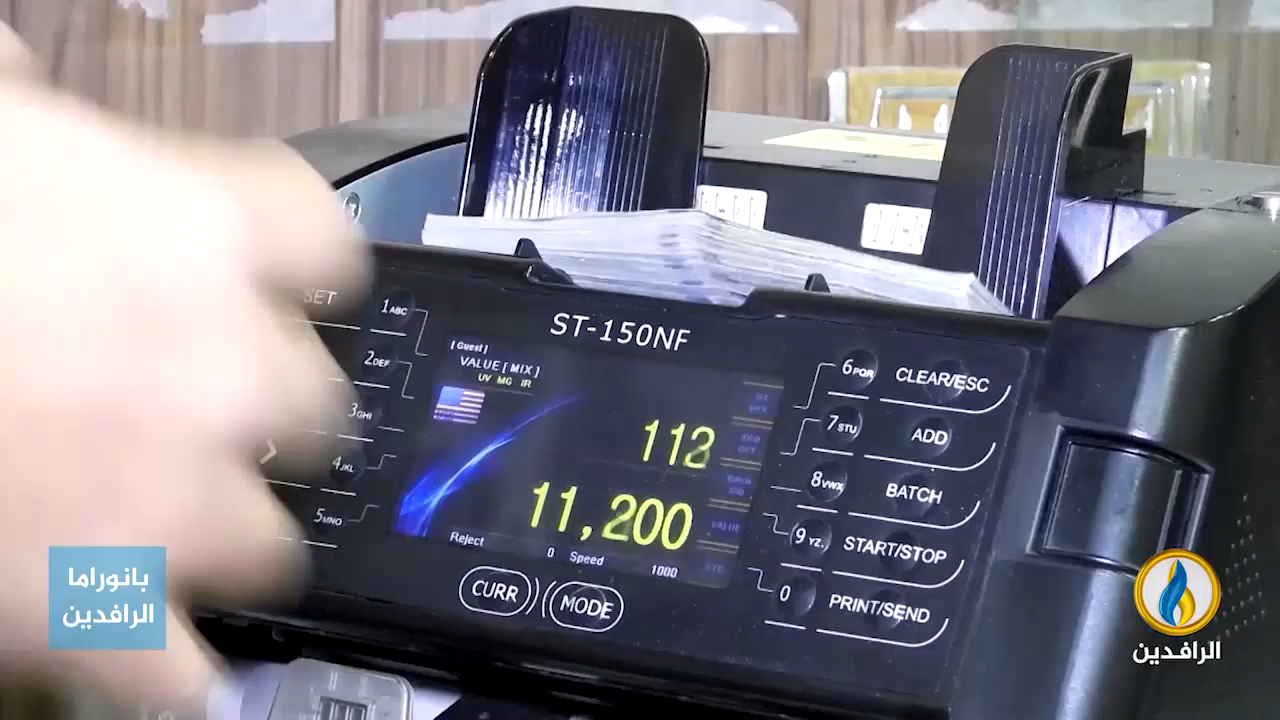 ST-150NF
SET
1ABC
2DEF
3GHI
4JKL
5MNO
[ Guest ]
VALUE [ MIX ]
UV MG IR
113
11,200
Reject 0 Speed 1000
VALUE
CURR
MODE
6PQR
7STU
8VWX
9YZ.
0
CLEAR/ESC
ADD
BATCH
START/STOP
PRINT/SEND
بانوراما
الرافدين
الرافدين